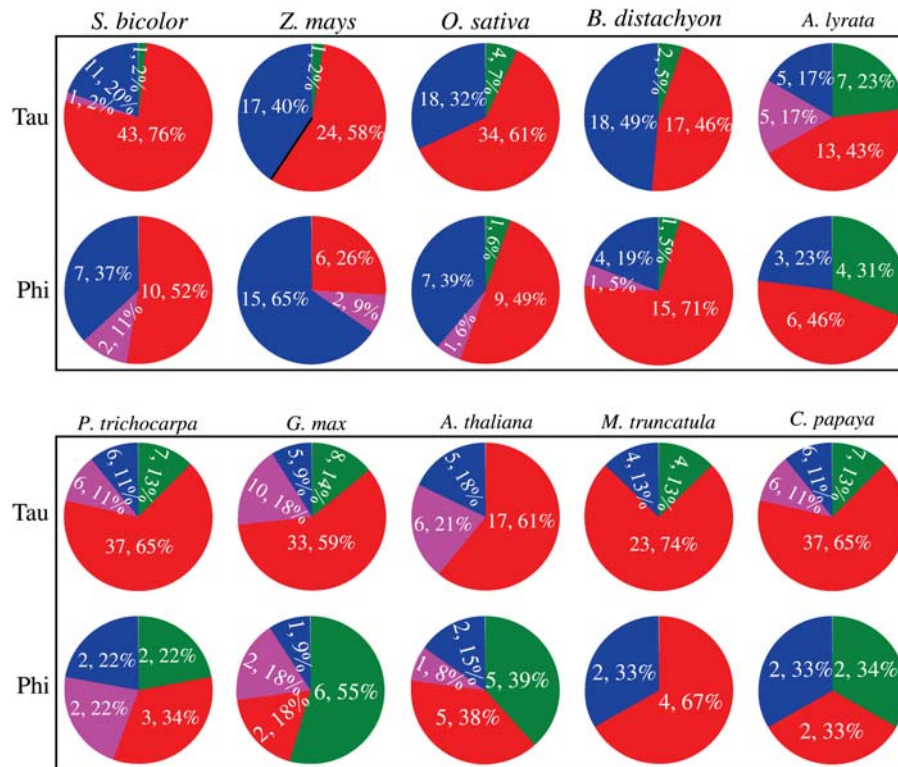 S. bicolor Z. mays O. sativa B. distachyon A. lyrata
Tau
1, 2% 43, 76% 1, 2% 11, 20%
1, 2% 24, 58% 17, 40%
4, 7% 34, 61% 18, 32%
2, 5% 17, 46% 18, 49%
7, 23% 13, 43% 5, 17% 5, 17%
Phi
10, 52% 2, 11% 7, 37%
6, 26% 2, 9% 15, 65%
1, 6% 9, 49% 1, 6% 7, 39%
1, 5% 15, 71% 1, 5% 4, 19%
4, 31% 6, 46% 3, 23%
P. trichocarpa G. max A. thaliana M. truncatula C. papaya
Tau
7, 13% 37, 65% 6, 11% 6, 11%
8, 14% 33, 59% 10, 18% 5, 9%
17, 61% 6, 21% 5, 18%
4, 13% 23, 74% 4, 13%
7, 13% 37, 65% 6, 11% 6, 11%
Phi
2, 22% 3, 34% 2, 22% 2, 22%
6, 55% 2, 18% 2, 18% 1, 9%
5, 39% 5, 38% 1, 8% 2, 15%
4, 67% 2, 33%
2, 34% 2, 33% 2, 33%